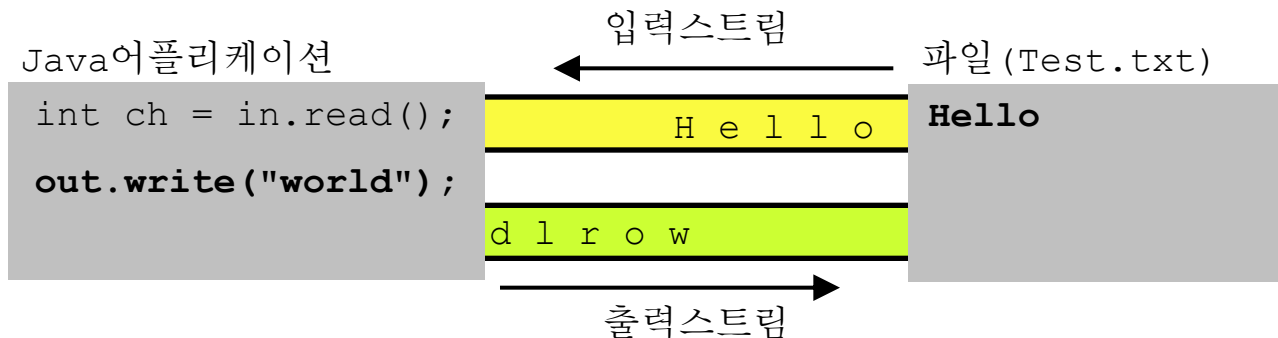 입력스트림
Java어플리케이션
파일(Test.txt)
int ch = in.read();
H e l l o
Hello
out.write("world");
d l r o w
출력스트림